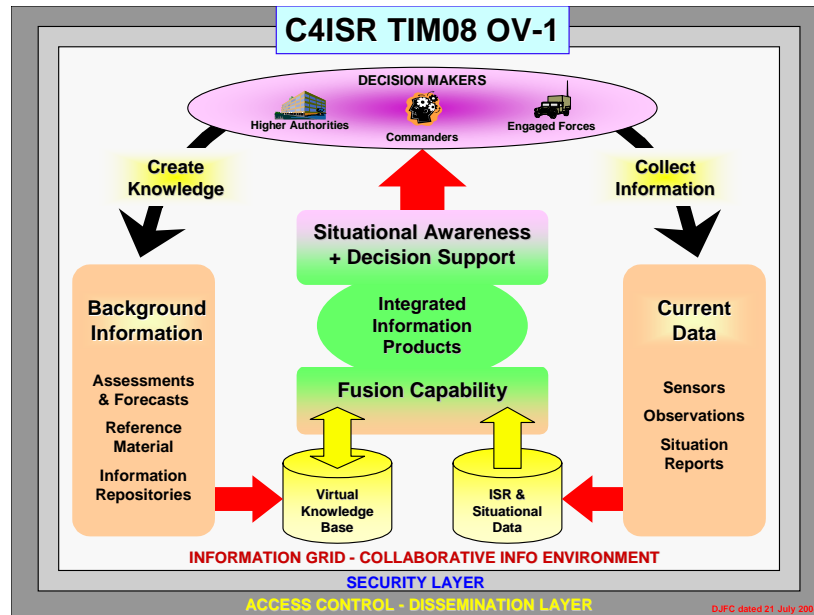 C4ISR TIM08 OV-1
DECISION MAKERS
Higher Authorities
Commanders
Engaged Forces
Create
Knowledge
Collect
Information
Situational Awareness
+ Decision Support
Background
Information
Assessments
& Forecasts
Reference
Material
Information
Repositories
Integrated
Information
Products
Fusion Capability
Current
Data
Sensors
Observations
Situation
Reports
Virtual
Knowledge
Base
ISR &
Situational
Data
INFORMATION GRID - COLLABORATIVE INFO ENVIRONMENT
SECURITY LAYER
ACCESS CONTROL - DISSEMINATION LAYER
DJFC dated 21 July 200